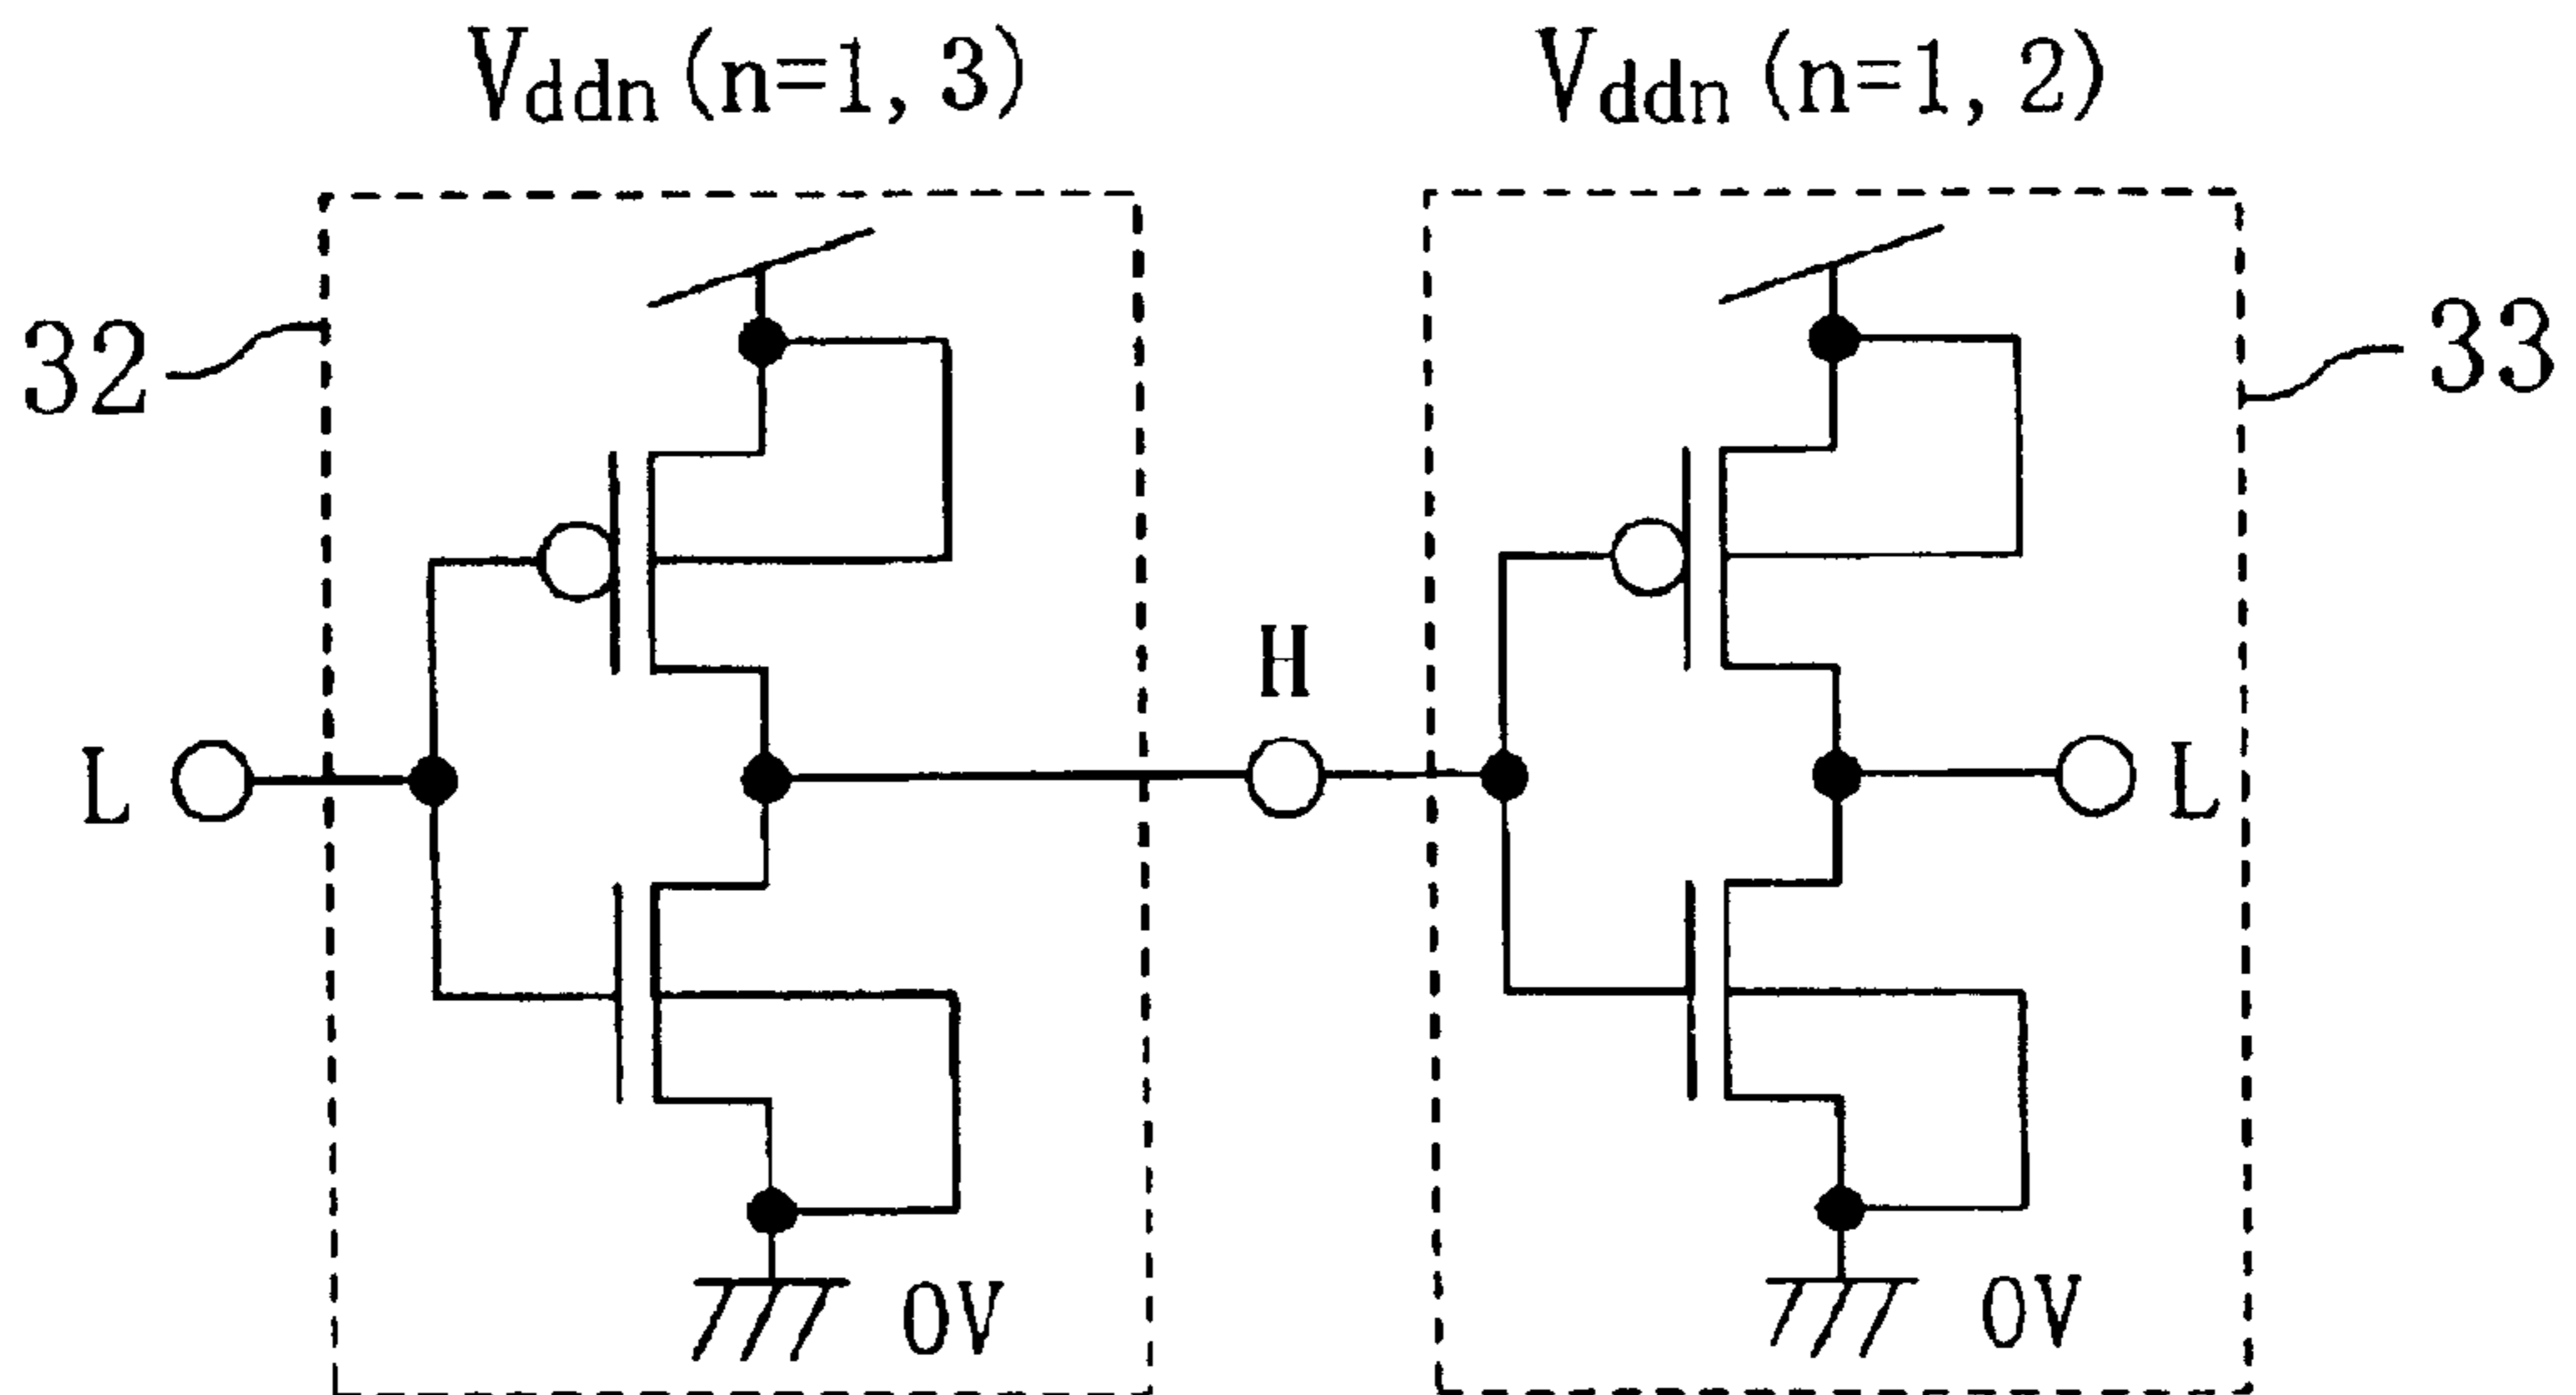 Vddn (n=1, 3)
Vddn (n=1, 2)
32
33
H
L
L
0V
0V